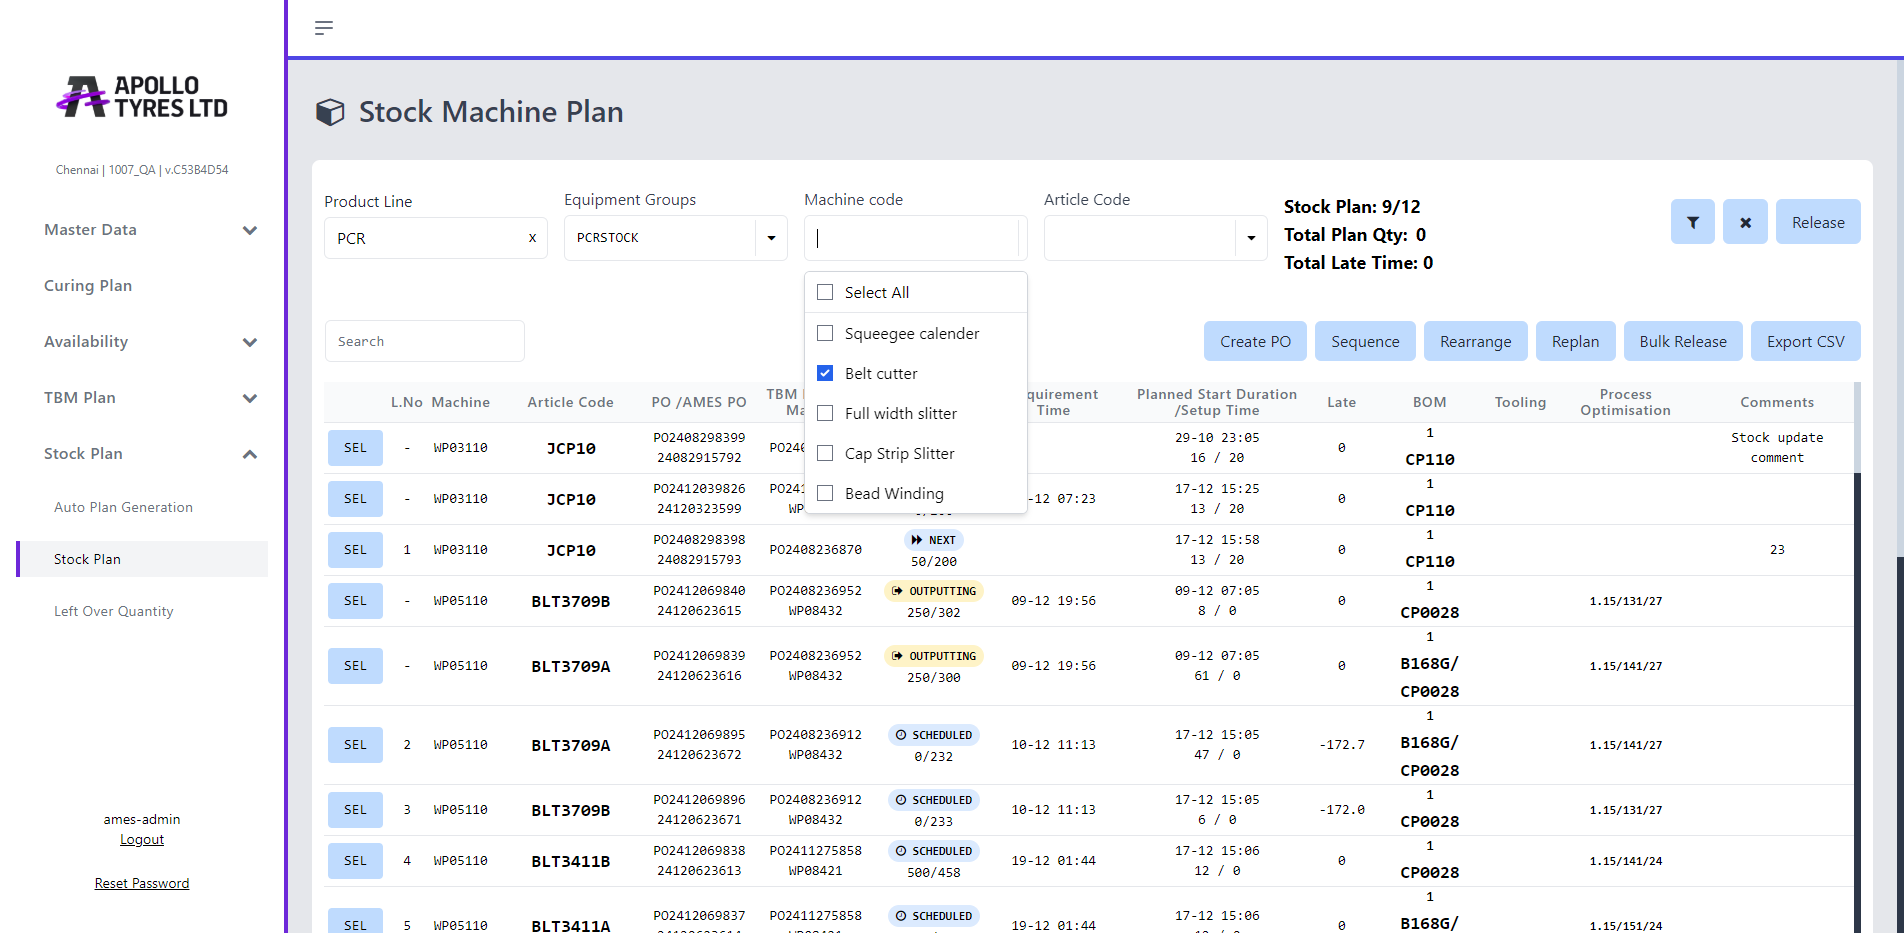 APOLLO
TYRES LTD
Chennai | 1007_QA | v.C53B4D54
Master Data
Curing Plan
Availability
TBM Plan
Stock Plan
Auto Plan Generation
Stock Plan
Left Over Quantity
ames-admin
Logout
Reset Password
Stock Machine Plan
Product Line
PCR x
Equipment Groups
PCRSTOCK
Machine code
Article Code
Stock Plan: 9/12
Total Plan Qty: 0
Total Late Time: 0
Release
Select All
Squeegee calender
Belt cutter
Full width slitter
Cap Strip Slitter
Bead Winding
Search
Create PO Sequence Rearrange Replan Bulk Release Export CSV
L.No Machine Article Code PO /AMES PO TBM quirement Time Planned Start Duration /Setup Time Late BOM Tooling Process Optimisation Comments
SEL - WP03110 JCP10 PO2408298399 29-10 23:05 0 1 Stock update
24082915792 16 / 20 CP110 comment
SEL - WP03110 JCP10 PO2412039826 -12 07:23 17-12 15:25 0 1
24120323599 WP 13 / 20 CP110
SEL 1 WP03110 JCP10 PO2408298398 PO2408236870 NEXT 17-12 15:58 0 1 23
24082915793 50/200 13 / 20 CP110
SEL - WP05110 BLT3709B PO2412069840 PO2408236952 OUTPUTTING 09-12 19:56 09-12 07:05 0 1 1.15/131/27
24120623615 WP08432 250/302 8 / 0 CP0028
SEL - WP05110 BLT3709A PO2412069839 PO2408236952 OUTPUTTING 09-12 19:56 09-12 07:05 0 1 1.15/141/27
24120623616 WP08432 250/300 61 / 0 B168G/
CP0028
SEL 2 WP05110 BLT3709A PO2412069895 PO2408236912 SCHEDULED 10-12 11:13 17-12 15:05 -172.7 1 1.15/141/27
24120623672 WP08432 0/232 47 / 0 B168G/
CP0028
SEL 3 WP05110 BLT3709B PO2412069896 PO2408236912 SCHEDULED 10-12 11:13 17-12 15:05 -172.0 1 1.15/131/27
24120623671 WP08432 0/233 6 / 0 CP0028
SEL 4 WP05110 BLT3411B PO2412069838 PO2411275858 SCHEDULED 19-12 01:44 17-12 15:06 0 1 1.15/141/24
24120623613 WP08421 500/458 12 / 0 CP0028
SEL 5 WP05110 BLT3411A PO2412069837 PO2411275858 SCHEDULED 19-12 01:44 17-12 15:06 0 1 1.15/151/24
B168G/